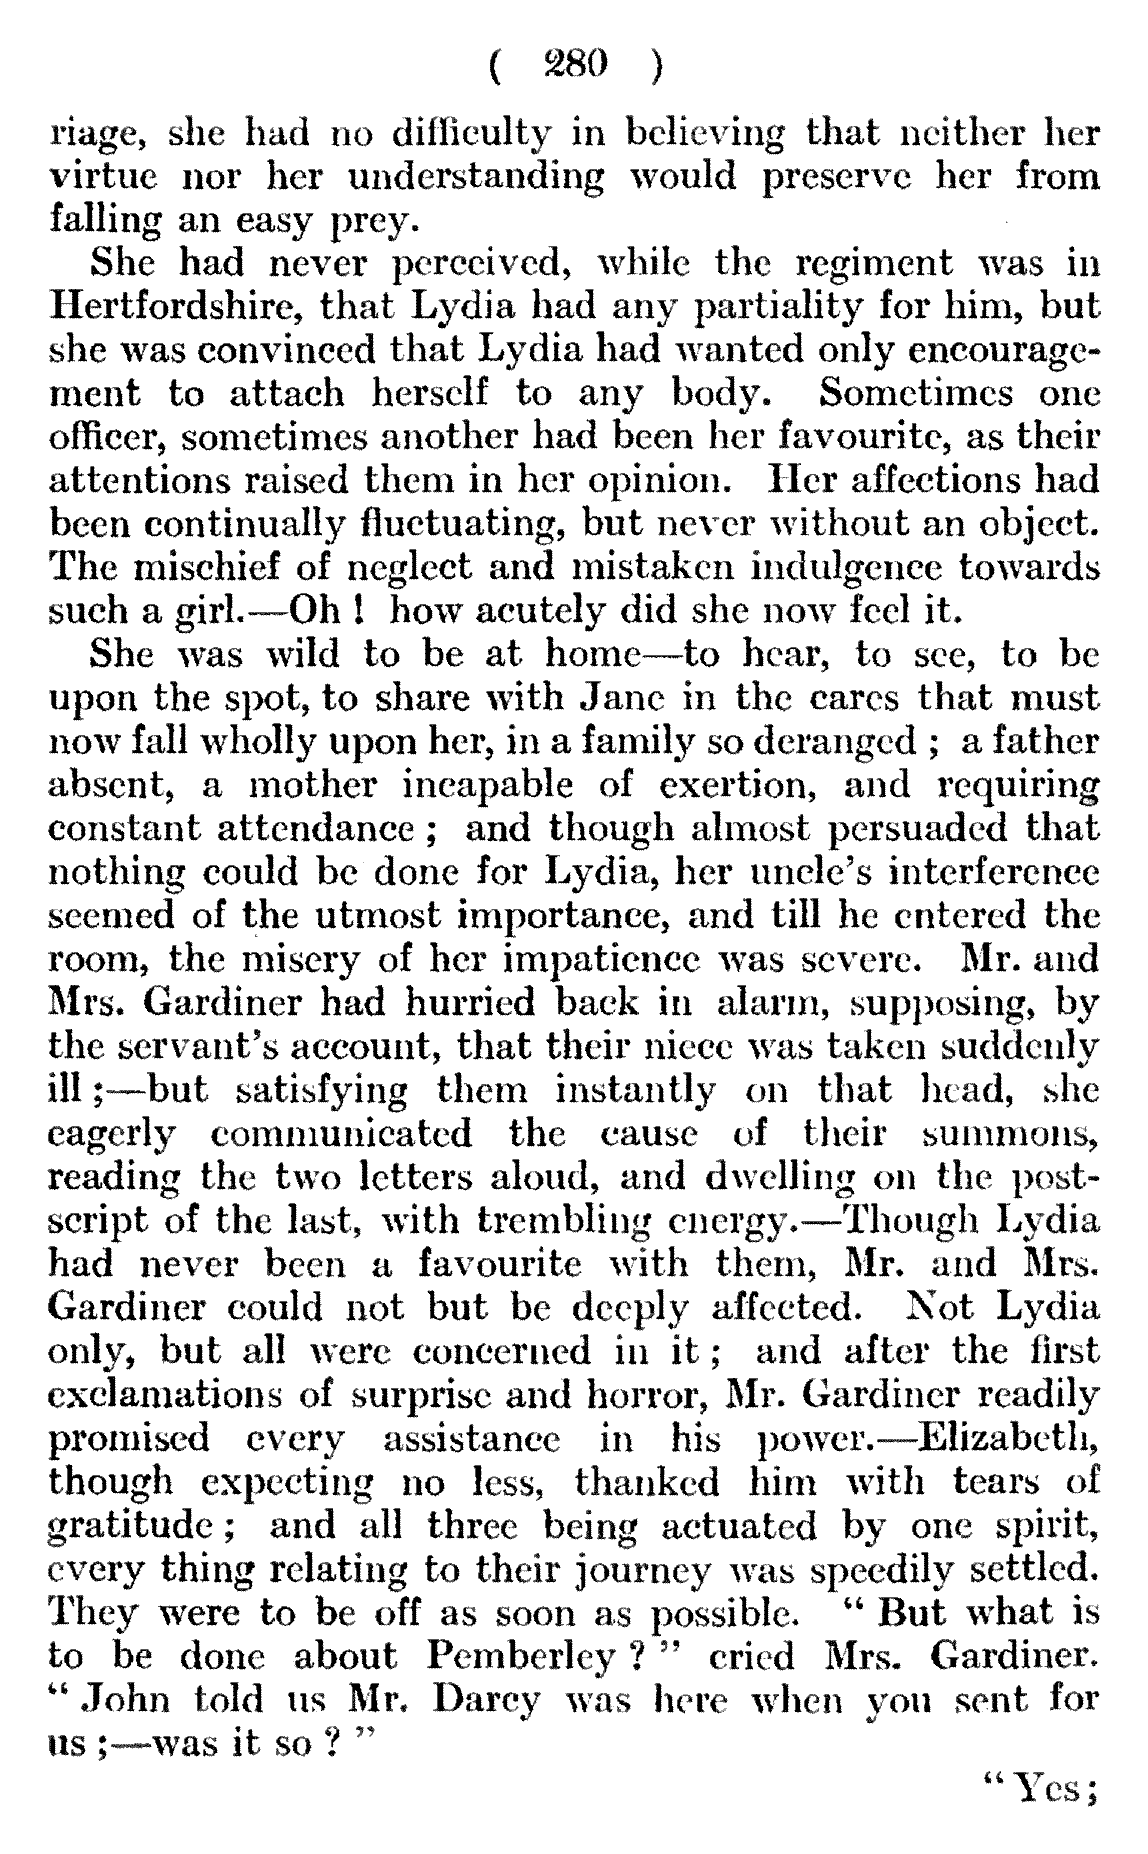 ( 280 )
riage, she had no difficulty in believing that neither her
virtue nor her understanding would preserve her from
falling an easy prey.
She had never perceived, while the regiment was in
Hertfordshire, that Lydia had any partiality for him, but
she was convinced that Lydia had wanted only encourage-
ment to attach herself to any body. Sometimes one
officer, sometimes another had been her favourite, as their
attentions raised them in her opinion. Her affections had
been continually fluctuating, but never without an object.
The mischief of neglect and mistaken indulgence towards
such a girl.—Oh ! how acutely did she now feel it.
She was wild to be at home—to hear, to see, to be
upon the spot, to share with Jane in the cares that must
now fall wholly upon her, in a family so deranged ; a father
absent, a mother incapable of exertion, and requiring
constant attendance ; and though almost persuaded that
nothing could be done for Lydia, her uncle's interference
seemed of the utmost importance, and till he entered the
room, the misery of her impatience was severe. Mr. and
Mrs. Gardiner had hurried back in alarm, supposing, by
the servant's account, that their niece was taken suddenly
ill ;—but satisfying them instantly on that head, she
eagerly communicated the cause of their summons,
reading the two letters aloud, and dwelling on the post-
script of the last, with trembling energy.—Though Lydia
had never been a favourite with them, Mr. and Mrs.
Gardiner could not but be deeply affected. Not Lydia
only, but all were concerned in it ; and after the first
exclamations of surprise and horror, Mr. Gardiner readily
promised every assistance in his power.—Elizabeth,
though expecting no less, thanked him with tears of
gratitude ; and all three being actuated by one spirit,
every thing relating to their journey was speedily settled.
They were to be off as soon as possible. “ But what is
to be done about Pemberley ? ” cried Mrs. Gardiner.
“ John told us Mr. Darcy was here when you sent for
us ;—was it so ? ”
“ Yes ;